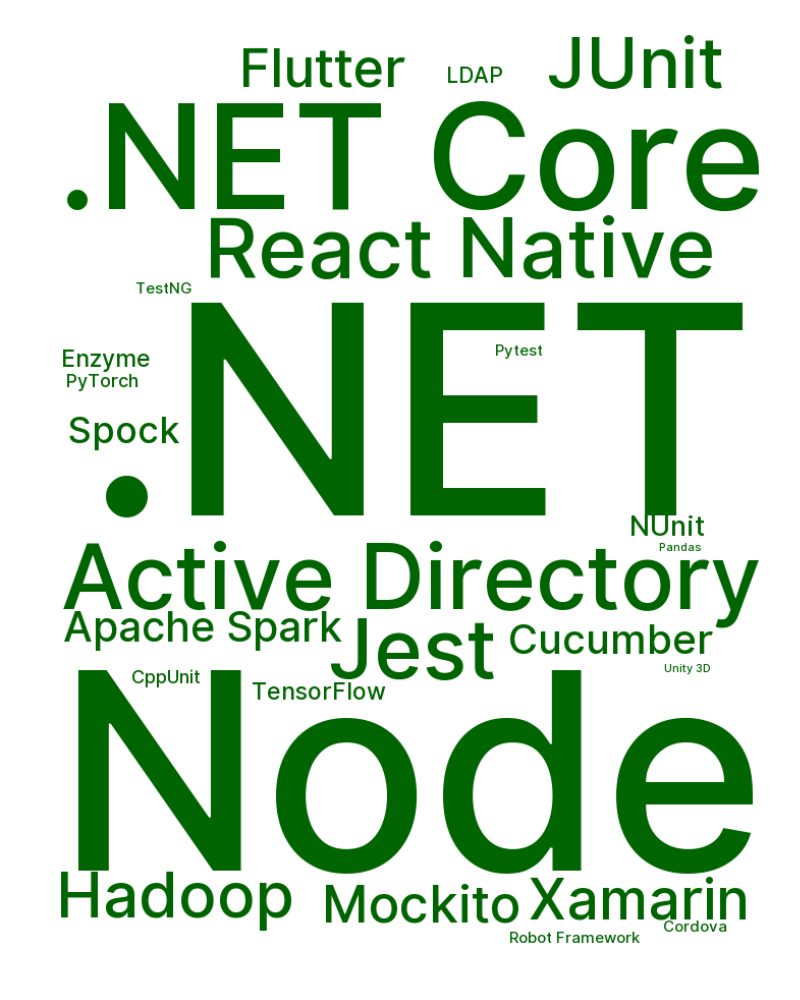 Flutter
LDAP
JUnit
.NET Core
React Native
TestNG
.NET
Pytest
Enzyme
PyTorch
Spock
NUnit
Pandas
Active Directory
Apache Spark
Jest
Cucumber
Unity 3D
CppUnit
TensorFlow
Node
Hadoop
Mockito
Xamarin
Cordova
Robot Framework